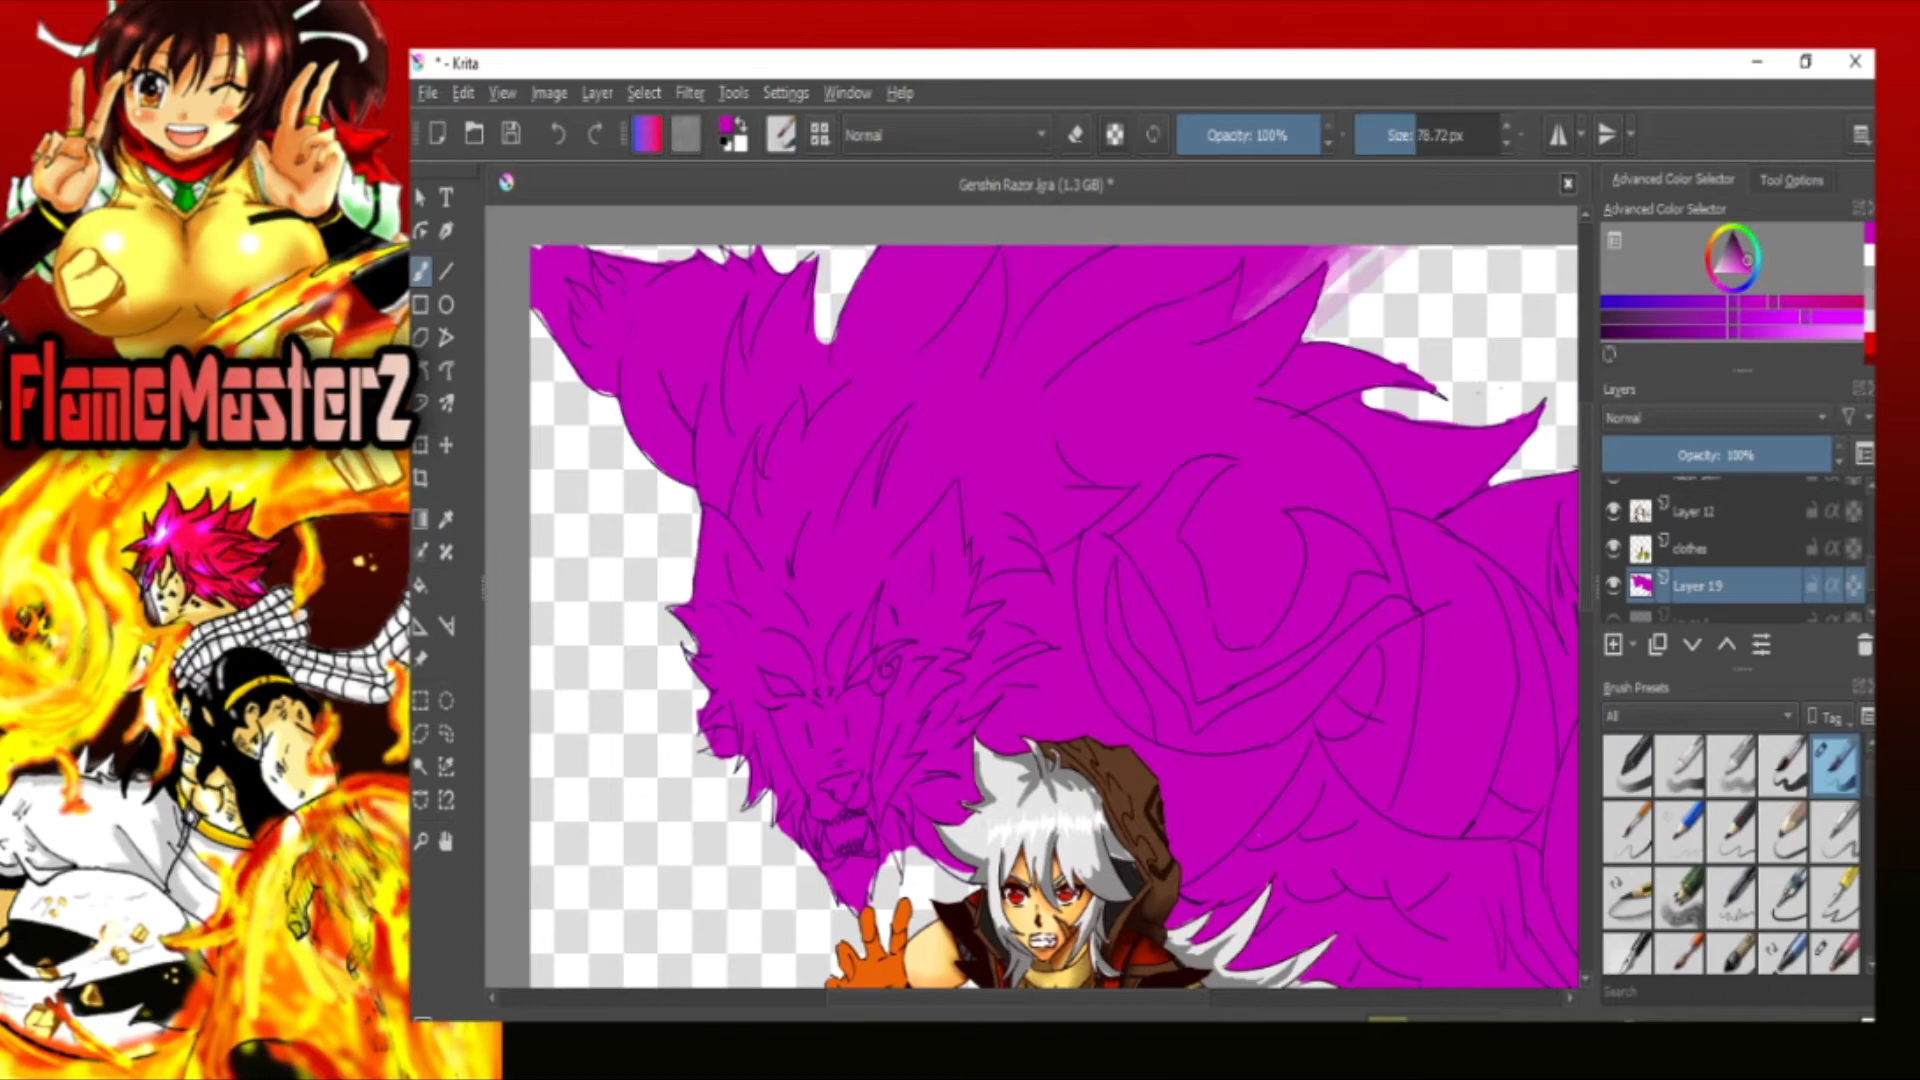 * - Krita
File Edit View Image Layer Select Filter Tools Settings Window Help
Normal
Opacity: 100%
Size: 78.72 px
Genshin Razor.kra (1.3 GB) *
Advanced Color Selector
Tool Options
Advanced Color Selector
Layers
Normal
Opacity: 100%
Layer 12
clothes
Layer 19
Brush Presets
All
Tag
Search
FlameMasterZ